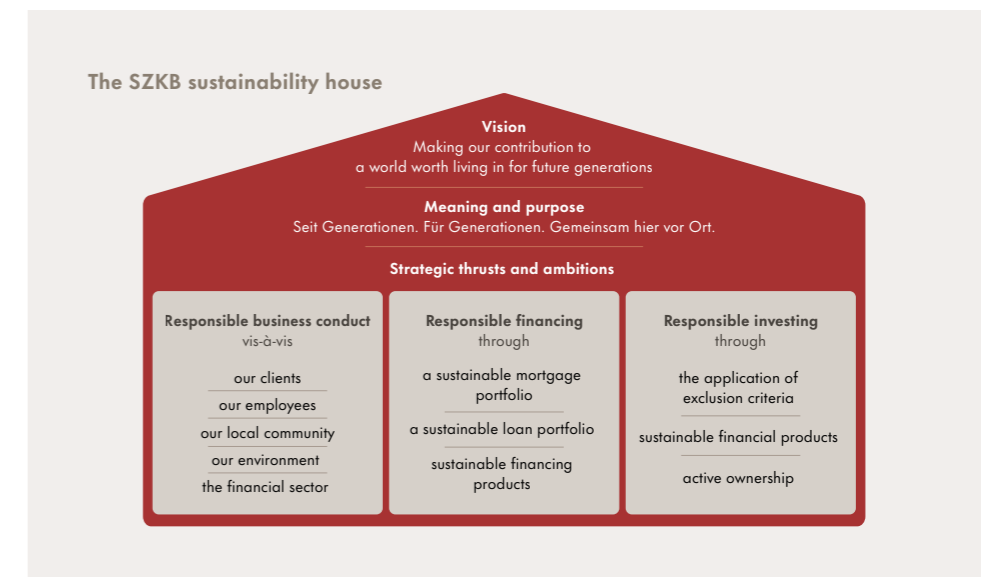 The SZKB sustainability house
Vision
Making our contribution to
a world worth living in for future generations
Meaning and purpose
Seit Generationen. Für Generationen. Gemeinsam hier vor Ort.
Strategic thrusts and ambitions
Responsible business conduct
vis-à-vis
our clients
our employees
our local community
our environment
the financial sector
Responsible financing
through
a sustainable mortgage
portfolio
a sustainable loan portfolio
sustainable financing
products
Responsible investing
through
the application of
exclusion criteria
sustainable financial products
active ownership